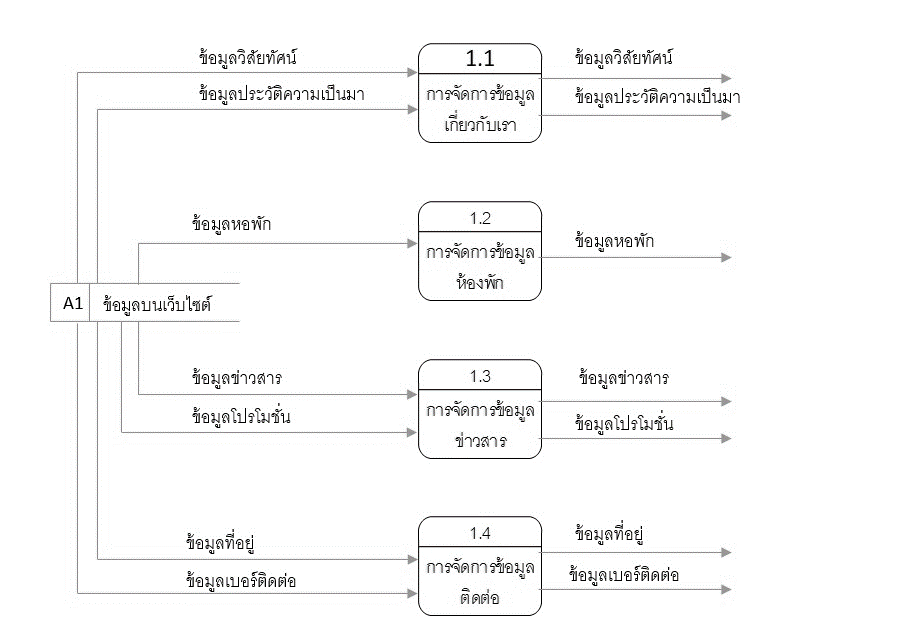 ข้อมูลวิสัยทัศน์
1.1
ข้อมูลวิสัยทัศน์
ข้อมูลประวัติความเป็นมา
การจัดการข้อมูล
ข้อมูลประวัติความเป็นมา
เกี่ยวกับเรา
ข้อมูลหอพัก
1.2
การจัดการข้อมูล
ข้อมูลหอพัก
ห้องพัก
A1
ข้อมูลบนเว็บไซต์
ข้อมูลข่าวสาร
1.3
ข้อมูลข่าวสาร
ข้อมูลโปรโมชั่น
การจัดการข้อมูล
ข้อมูลโปรโมชั่น
ข่าวสาร
ข้อมูลที่อยู่
1.4
ข้อมูลที่อยู่
ข้อมูลเบอร์ติดต่อ
การจัดการข้อมูล
ข้อมูลเบอร์ติดต่อ
ติดต่อ